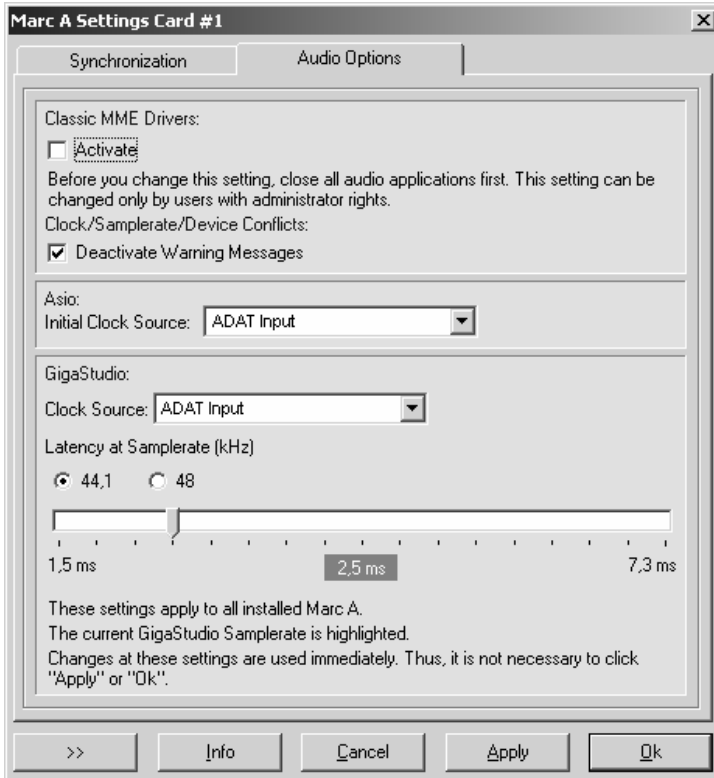 Marc A Settings Card #1
Synchronization
Audio Options
Classic MME Drivers:
Activate
Before you change this setting, close all audio applications first. This setting can be
changed only by users with administrator rights.
Clock/Samplerate/Device Conflicts:
Deactivate Warning Messages
Asio:
Initial Clock Source: ADAT Input
GigaStudio:
Clock Source: ADAT Input
Latency at Samplerate (kHz)
44,1 48
1,5 ms 2,5 ms 7,3 ms
These settings apply to all installed Marc A.
The current GigaStudio Samplerate is highlighted.
Changes at these settings are used immediately. Thus, it is not necessary to click
"Apply" or "Ok".
>> Info Cancel Apply Ok